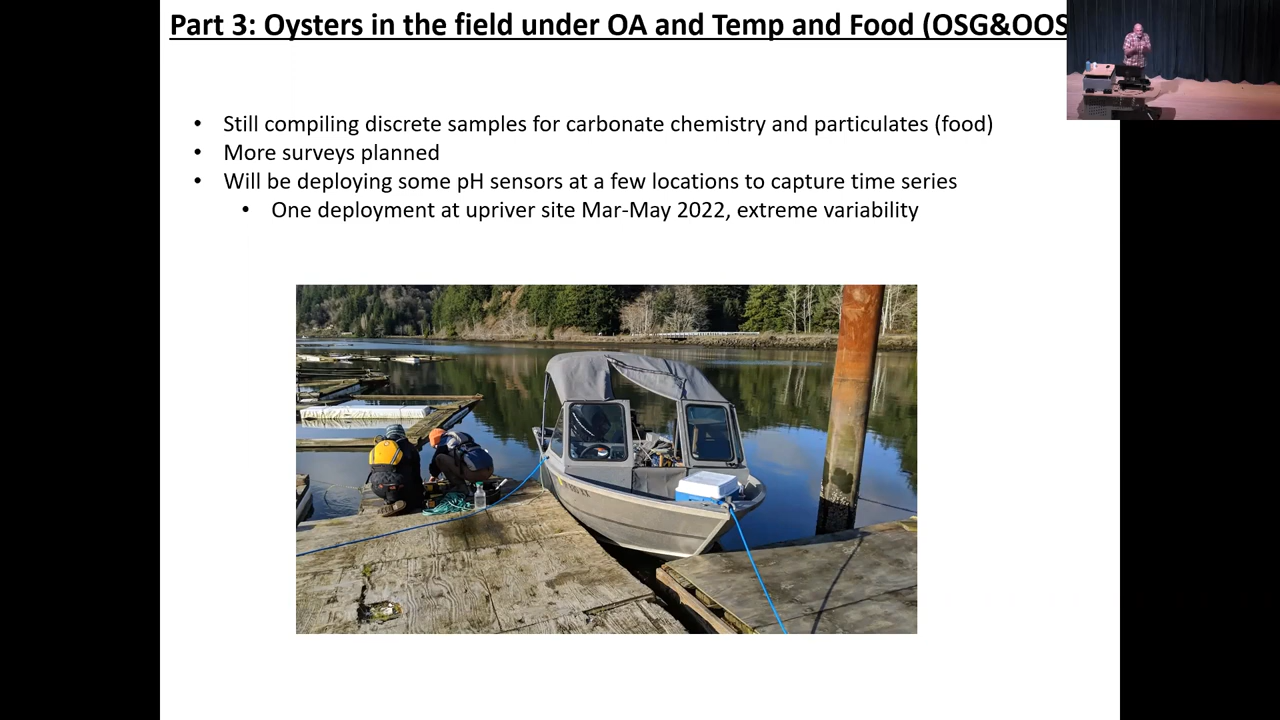 Part 3: Oysters in the field under OA and Temp and Food (OSG&OOS
• Still compiling discrete samples for carbonate chemistry and particulates (food)
• More surveys planned
• Will be deploying some pH sensors at a few locations to capture time series
• One deployment at upriver site Mar-May 2022, extreme variability